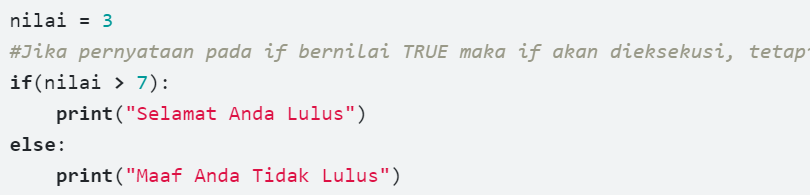 nilai = 3
#Jika pernyataan pada if bernilai TRUE maka if akan dieksekusi, tetapi
if(nilai > 7):
    print("Selamat Anda Lulus")
else:
    print("Maaf Anda Tidak Lulus")